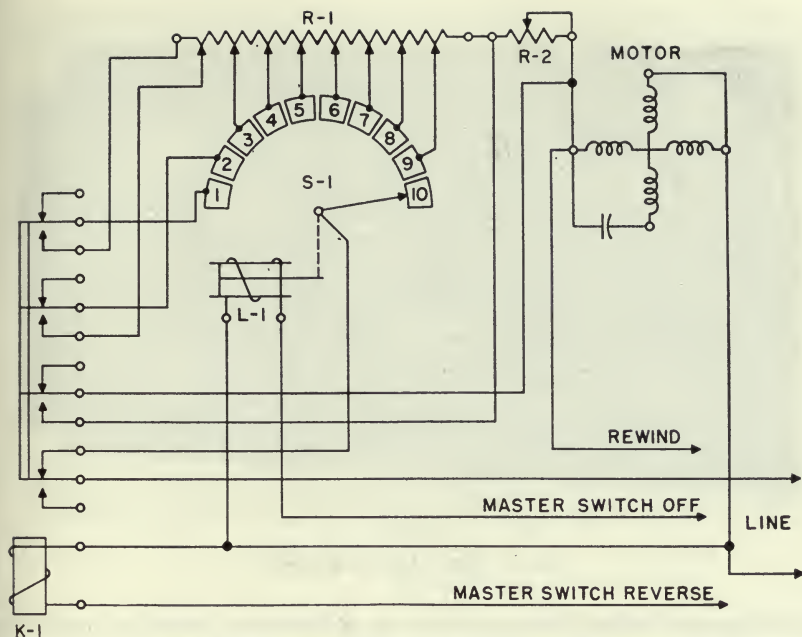 R-1
R-2
MOTOR
1 2 3 4 5 6 7 8 9 10
S-1
L-1
REWIND
MASTER SWITCH OFF
LINE
MASTER SWITCH REVERSE
K-1